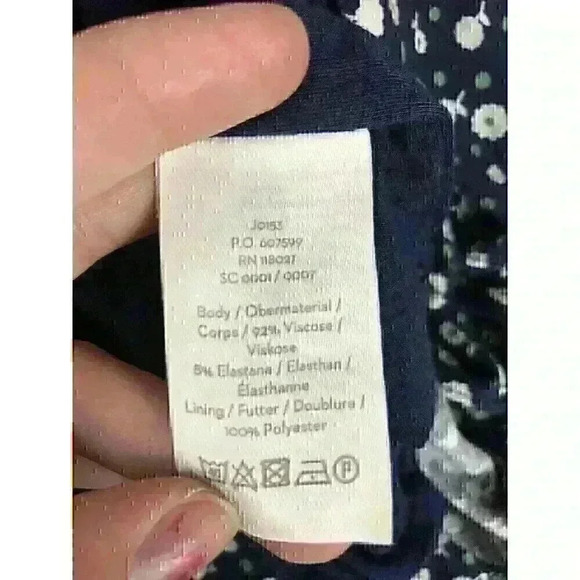 J0153
P.O. 607599
RN 118027
SC 0001 / 0007
Body / Obermaterial /
Corps / 92% Viscose /
Viskose
8% Elastane / Elasthan /
Élasthanne
Lining / Futter / Doublure /
100% Polyester
P